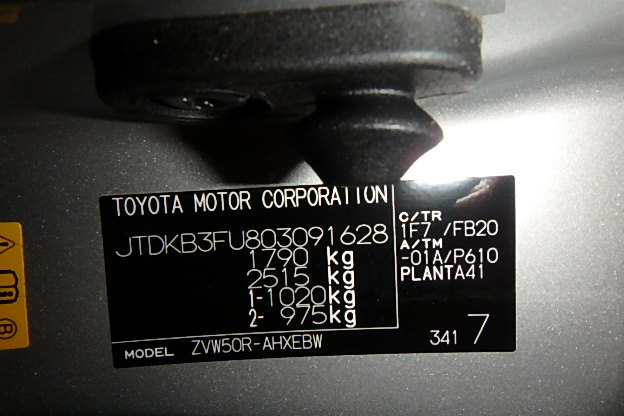 TOYOTA MOTOR CORPORATION
JTDKB3FU803091628
1790 kg
2515 kg
1-1020kg
2- 975kg
C/TR
1F7 /FB20
A/TM
-01A/P610
PLANTA41
MODEL ZVW50R-AHXEBW
341 7